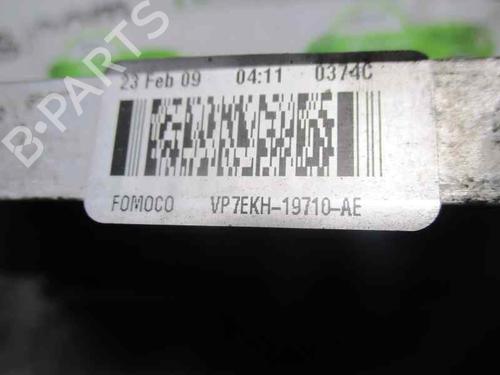 B-PARTS
23 Feb 09 04:11 0374C
FOMOCO VP7EKH-19710-AE